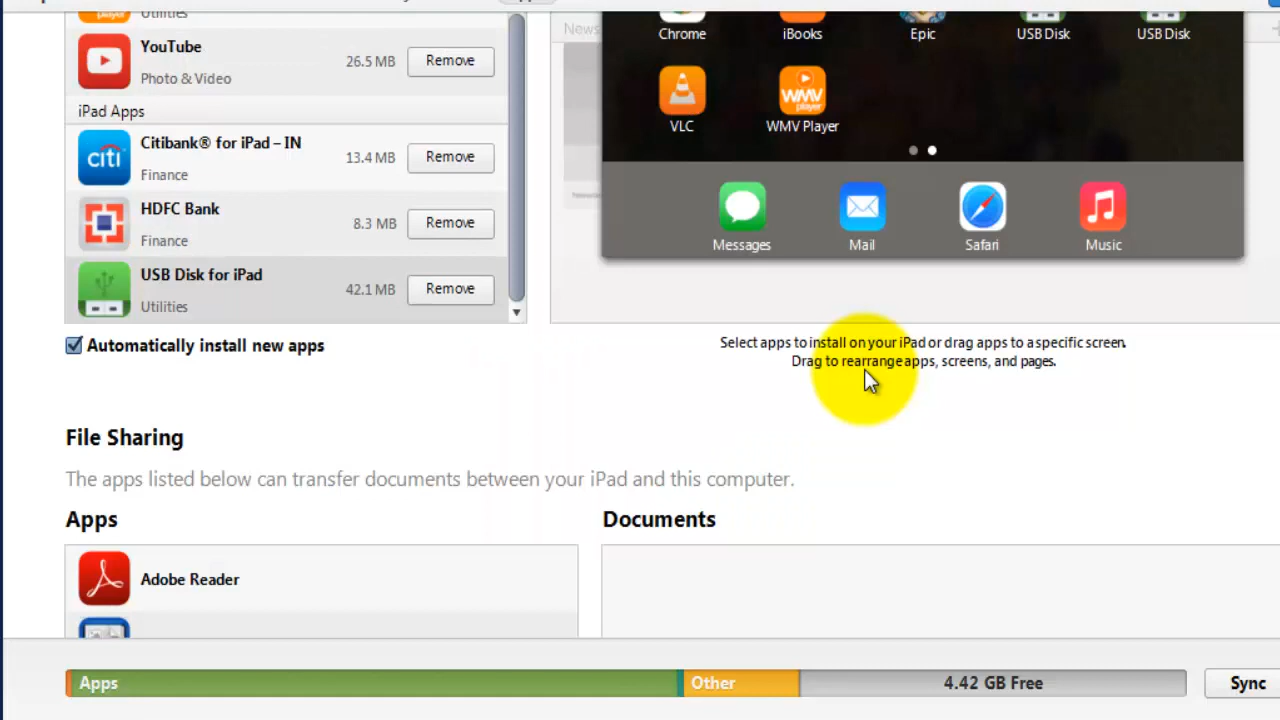 Utilities
YouTube
Photo & Video
26.5 MB
Remove
iPad Apps
citi
Citibank® for iPad – IN
Finance
13.4 MB
Remove
HDFC Bank
Finance
8.3 MB
Remove
USB Disk for iPad
Utilities
42.1 MB
Remove
Automatically install new apps
News
Chrome
iBooks
Epic
USB Disk
USB Disk
WMV
player
VLC
WMV Player
Messages
Mail
Safari
Music
Select apps to install on your iPad or drag apps to a specific screen.
Drag to rearrange apps, screens, and pages.
File Sharing
The apps listed below can transfer documents between your iPad and this computer.
Apps
Documents
Adobe Reader
Apps
Other
4.42 GB Free
Sync